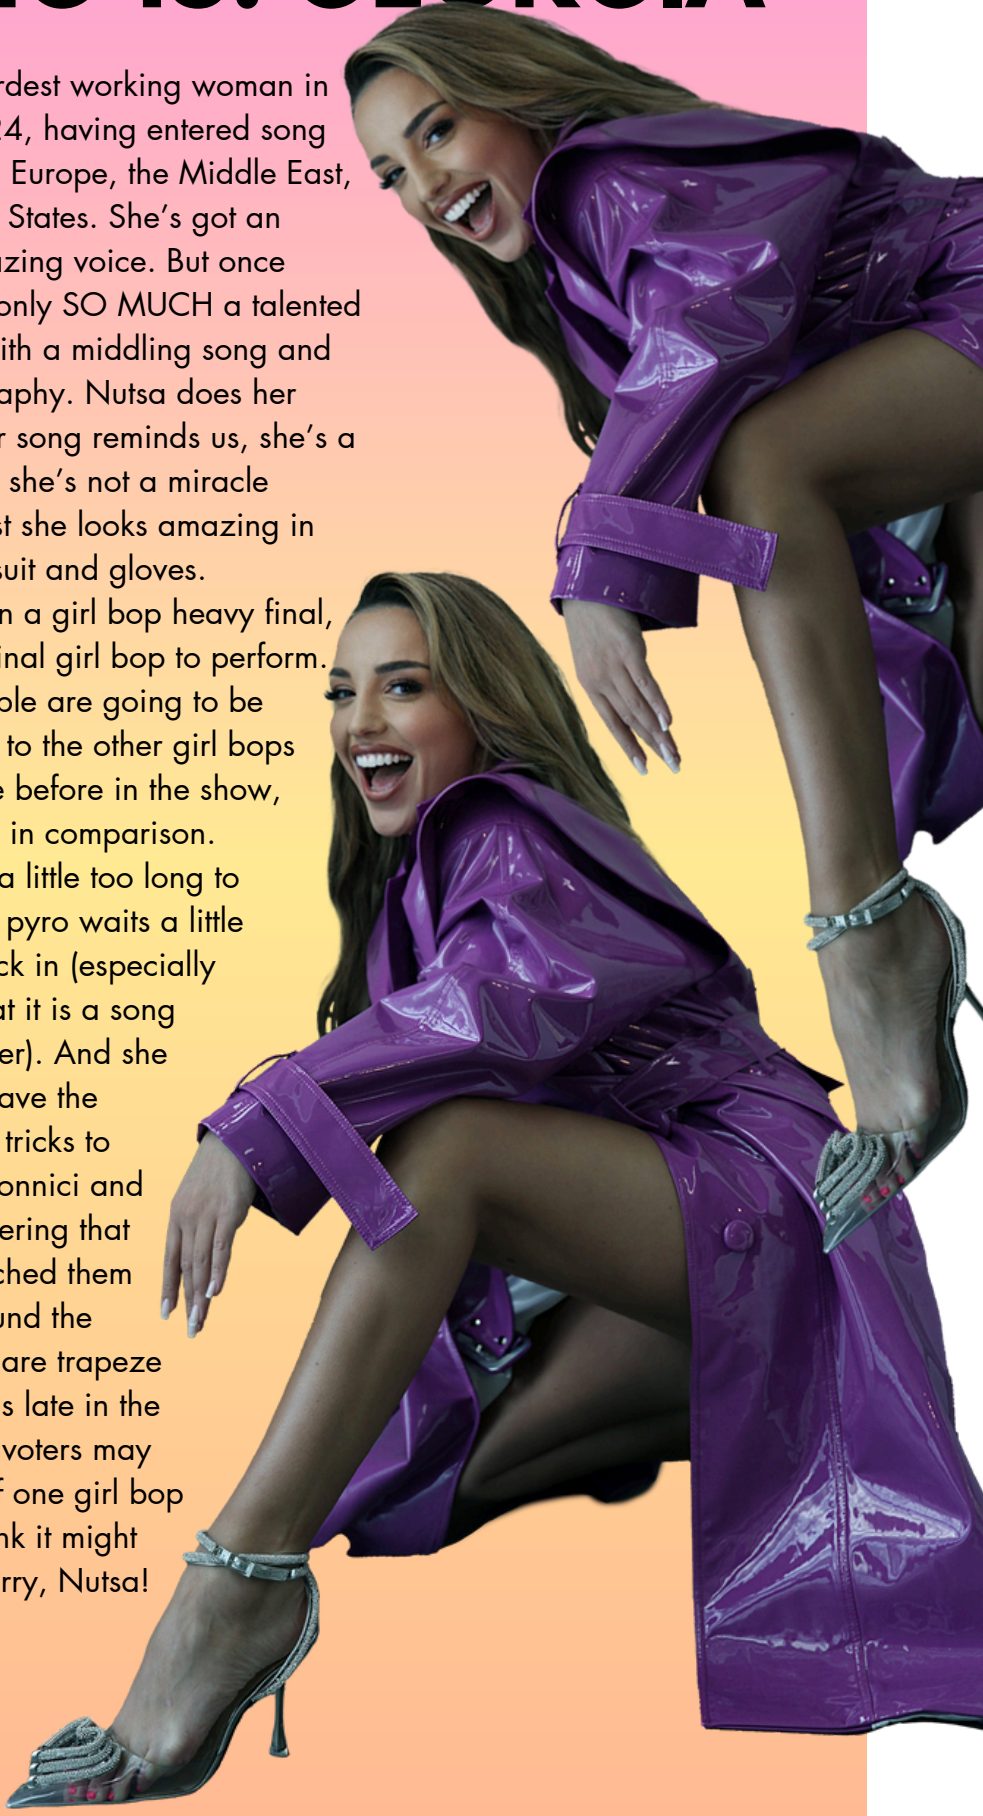 IS: GEORGIA
rdest working woman in
24, having entered song
Europe, the Middle East,
States. She’s got an
azing voice. But once
only SO MUCH a talented
ith a middling song and
aphy. Nutsa does her
r song reminds us, she’s a
she’s not a miracle
st she looks amazing in
suit and gloves.
n a girl bop heavy final,
inal girl bop to perform.
ple are going to be
to the other girl bops
e before in the show,
in comparison.
a little too long to
pyro waits a little
ck in (especially
at it is a song
er). And she
ave the
tricks to
onnici and
ering that
ched them
und the
are trapeze
s late in the
voters may
f one girl bop
nk it might
rry, Nutsa!